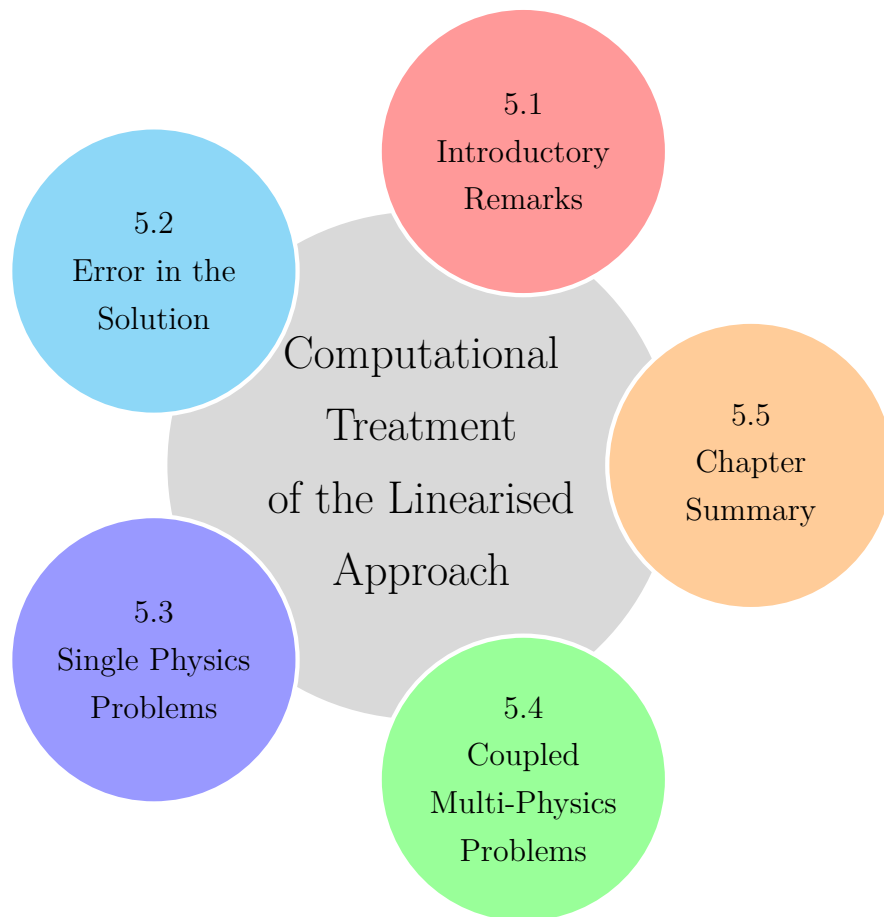 5.1
Introductory
Remarks
5.2
Error in the
Solution
Computational
Treatment
of the Linearised
Approach
5.5
Chapter
Summary
5.3
Single Physics
Problems
5.4
Coupled
Multi-Physics
Problems